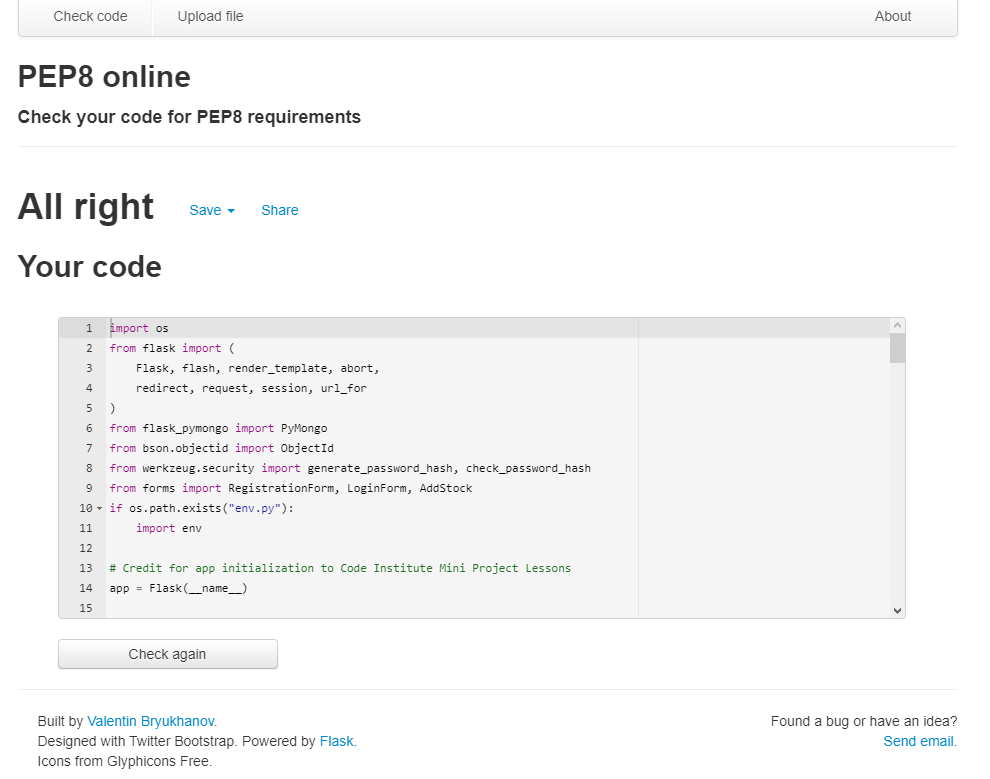 Check code Upload file About
PEP8 online
Check your code for PEP8 requirements
All right Save Share
Your code
1 import os
2 from flask import (
3     Flask, flash, render_template, abort,
4     redirect, request, session, url_for
5 )
6 from flask_pymongo import PyMongo
7 from bson.objectid import ObjectId
8 from werkzeug.security import generate_password_hash, check_password_hash
9 from forms import RegistrationForm, LoginForm, AddStock
10 if os.path.exists("env.py"):
11     import env
12
13 # Credit for app initialization to Code Institute Mini Project Lessons
14 app = Flask(__name__)
15
Check again
Built by Valentin Bryukhanov. Found a bug or have an idea?
Designed with Twitter Bootstrap. Powered by Flask. Send email.
Icons from Glyphicons Free.